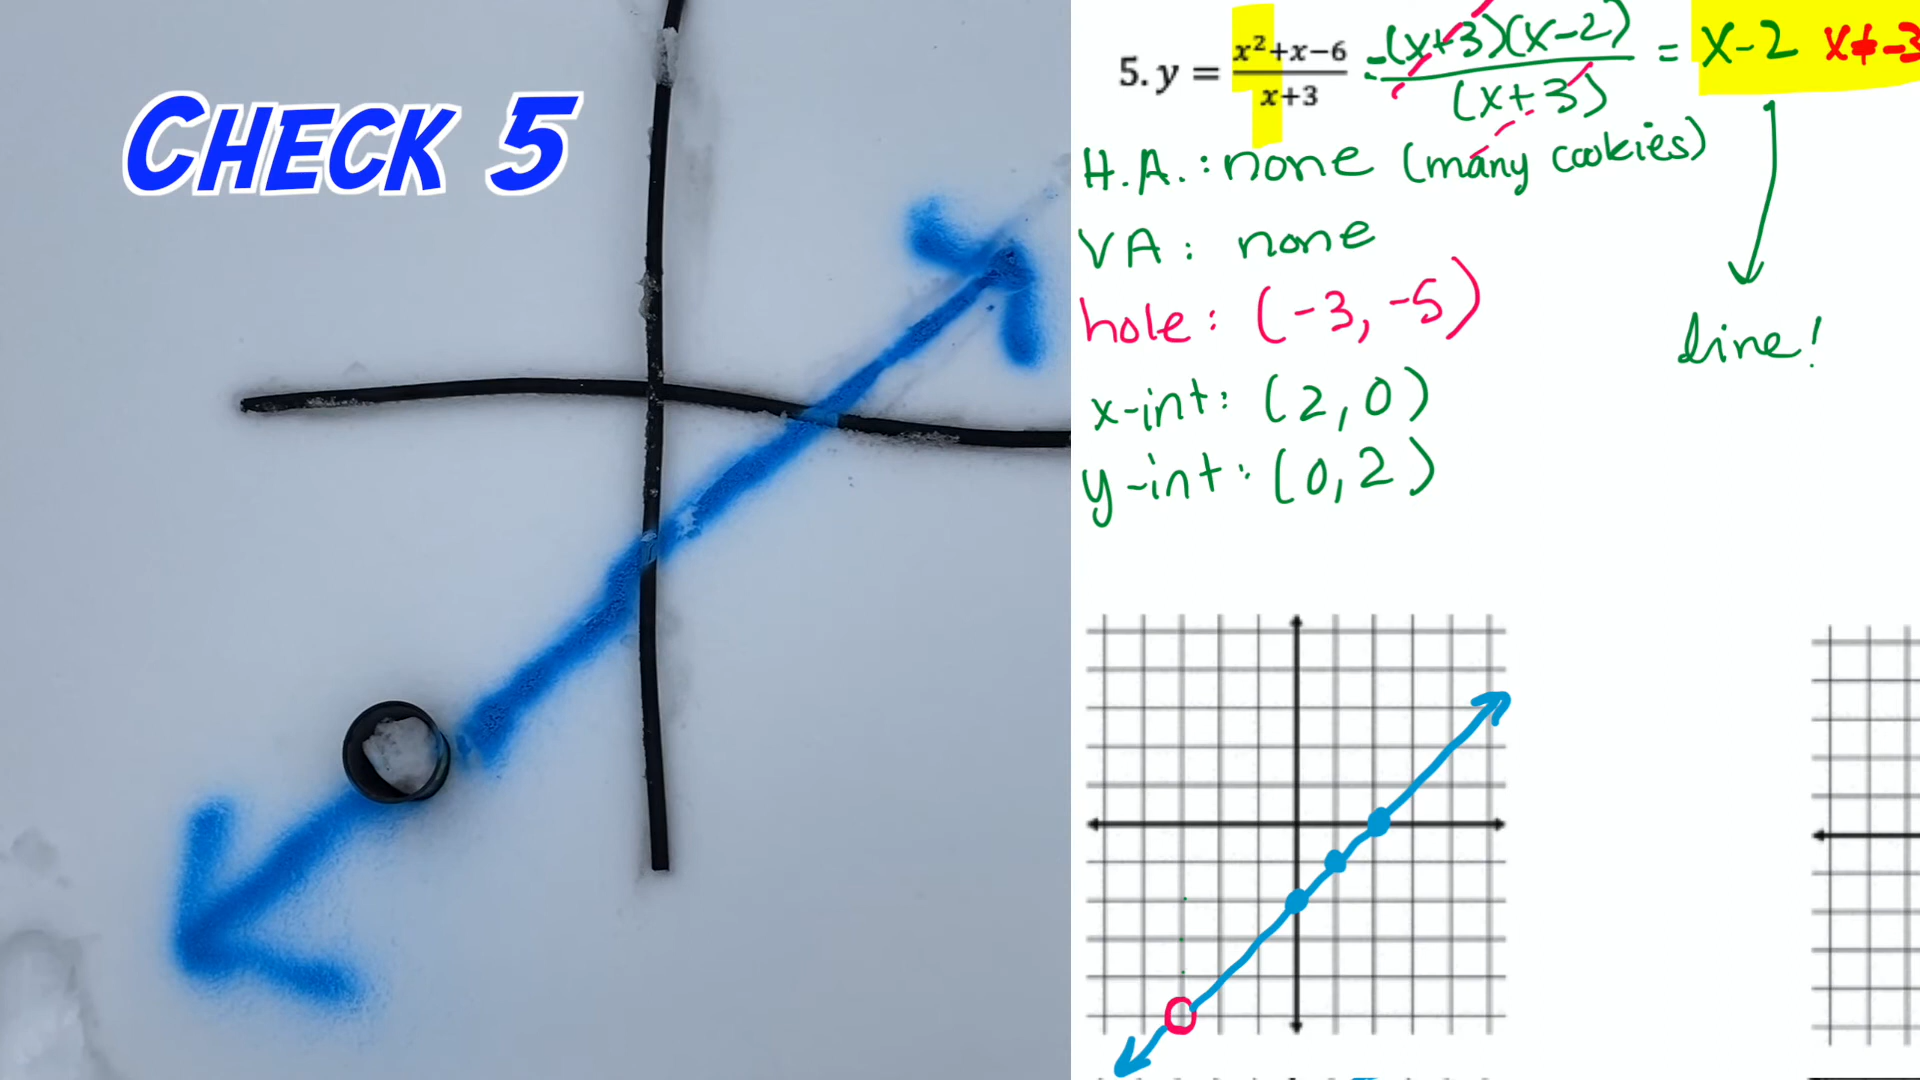 CHECK 5
5. y = x²+x−6 / x+3 = (x+3)(x-2) / (x+3) = x-2 x≠-3
H.A.: none (many cookies)
VA: none
hole: (-3, -5)
line!
x-int: (2,0)
y-int: (0,2)